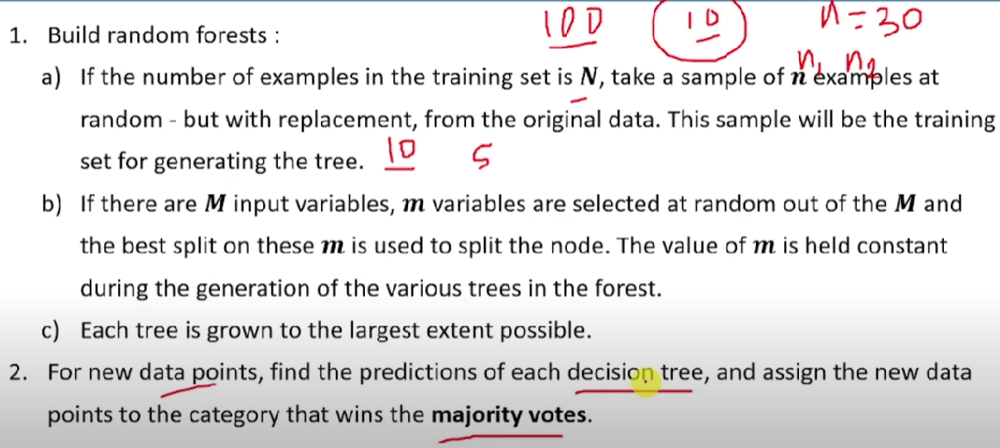 100 10 n=30
1. Build random forests :
n1 n2
a) If the number of examples in the training set is N, take a sample of n examples at
random - but with replacement, from the original data. This sample will be the training
set for generating the tree. 10 5
b) If there are M input variables, m variables are selected at random out of the M and
the best split on these m is used to split the node. The value of m is held constant
during the generation of the various trees in the forest.
c) Each tree is grown to the largest extent possible.
2. For new data points, find the predictions of each decision tree, and assign the new data
points to the category that wins the majority votes.